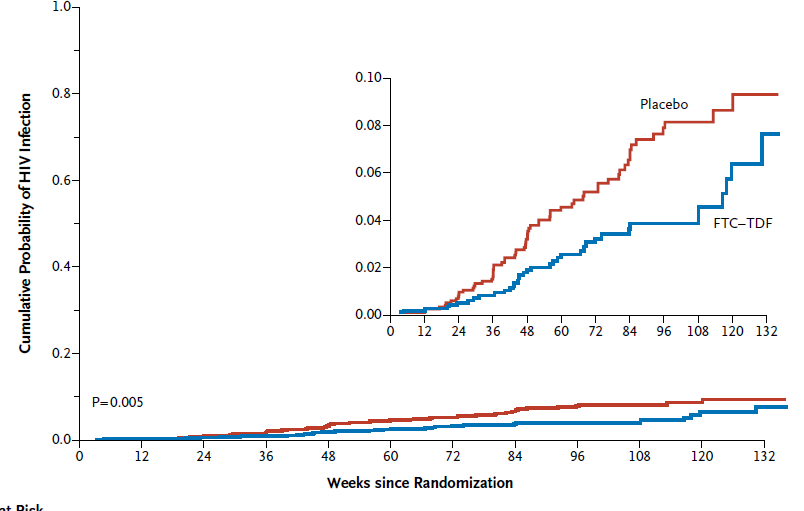 Cumulative Probability of HIV Infection
1.0
0.8
0.6
0.4
0.2
0.0
0.10
0.08
0.06
0.04
0.02
0.00
Placebo
FTC–TDF
0 12 24 36 48 60 72 84 96 108 120 132
P=0.005
0 12 24 36 48 60 72 84 96 108 120 132
Weeks since Randomization
at Risk